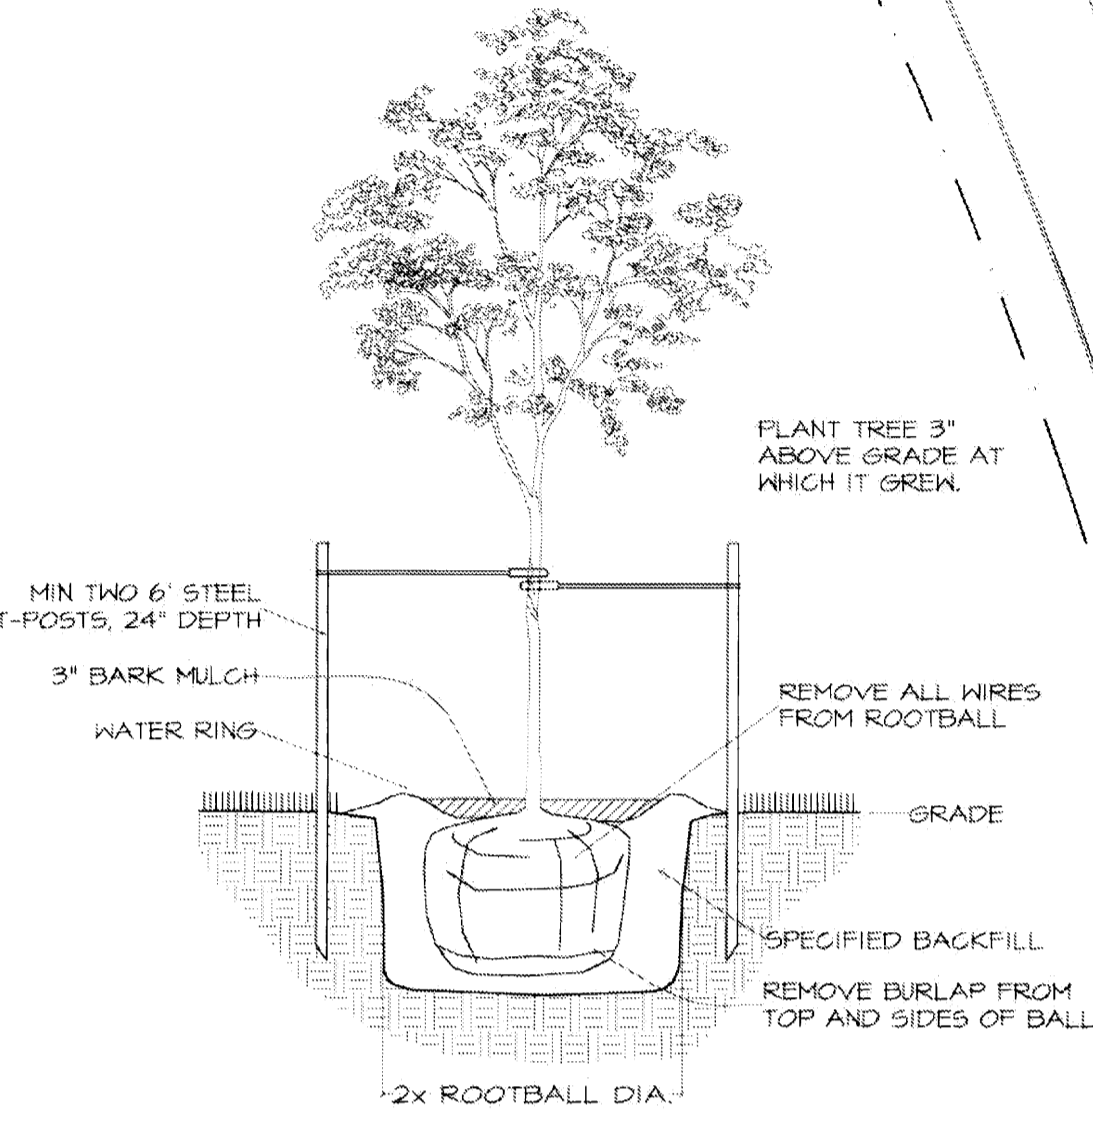 PLANT TREE 3"
ABOVE GRADE AT
WHICH IT GREW.
MIN TWO 6' STEEL
T-POSTS, 24" DEPTH
3" BARK MULCH
WATER RING
REMOVE ALL WIRES
FROM ROOTBALL
GRADE
SPECIFIED BACKFILL
REMOVE BURLAP FROM
TOP AND SIDES OF BALL
2x ROOTBALL DIA.